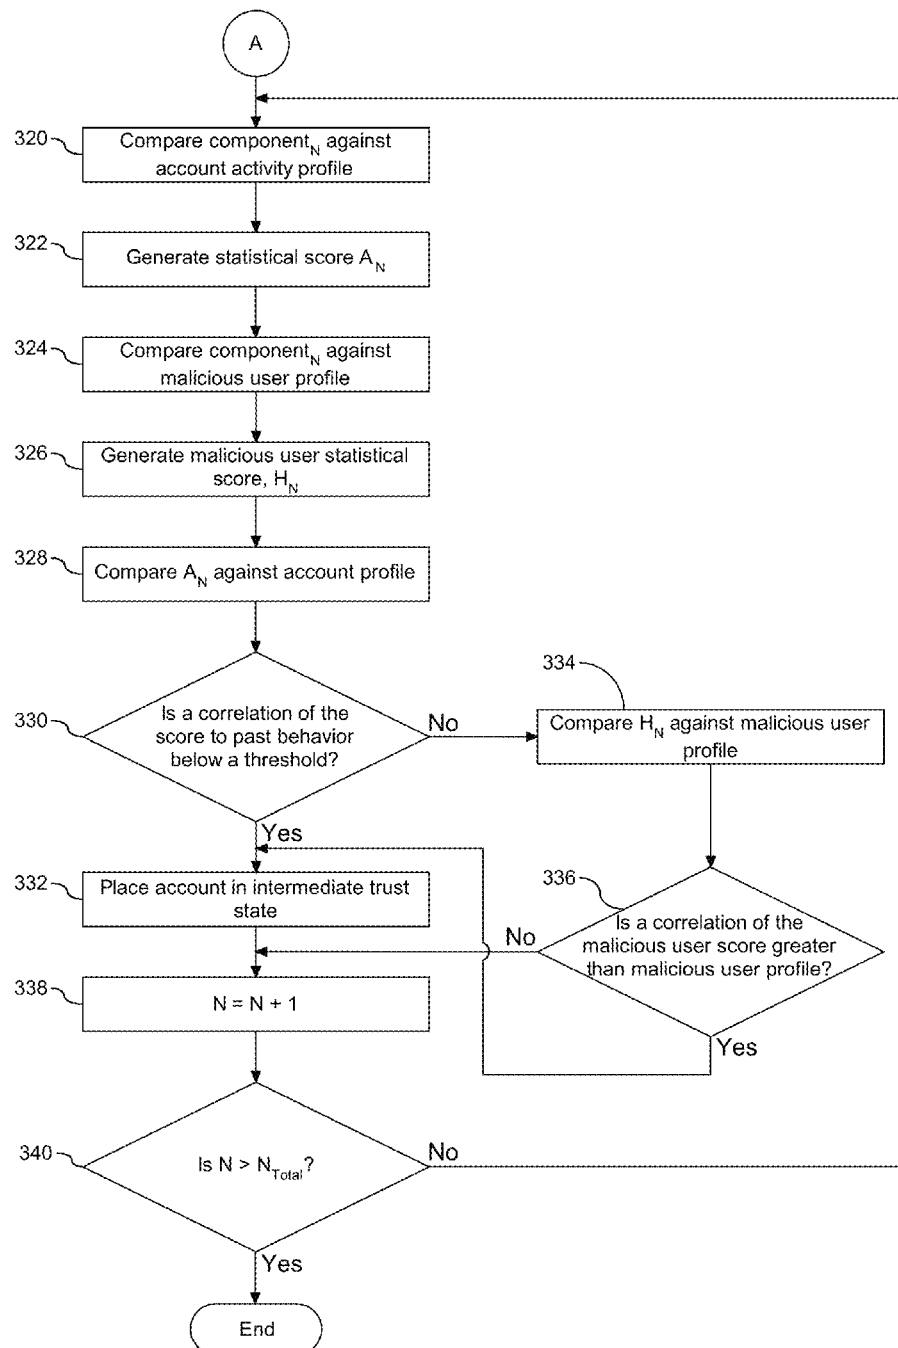 A
320
Compare component_N against
account activity profile
322
Generate statistical score A_N
324
Compare component_N against
malicious user profile
326
Generate malicious user statistical
score, H_N
328
Compare A_N against account profile
330
Is a correlation of the
score to past behavior
below a threshold?
No
Yes
334
Compare H_N against malicious user
profile
332
Place account in intermediate trust
state
336
Is a correlation of the
malicious user score greater
than malicious user profile?
No
Yes
338
N = N + 1
340
Is N > N_Total?
No
Yes
End